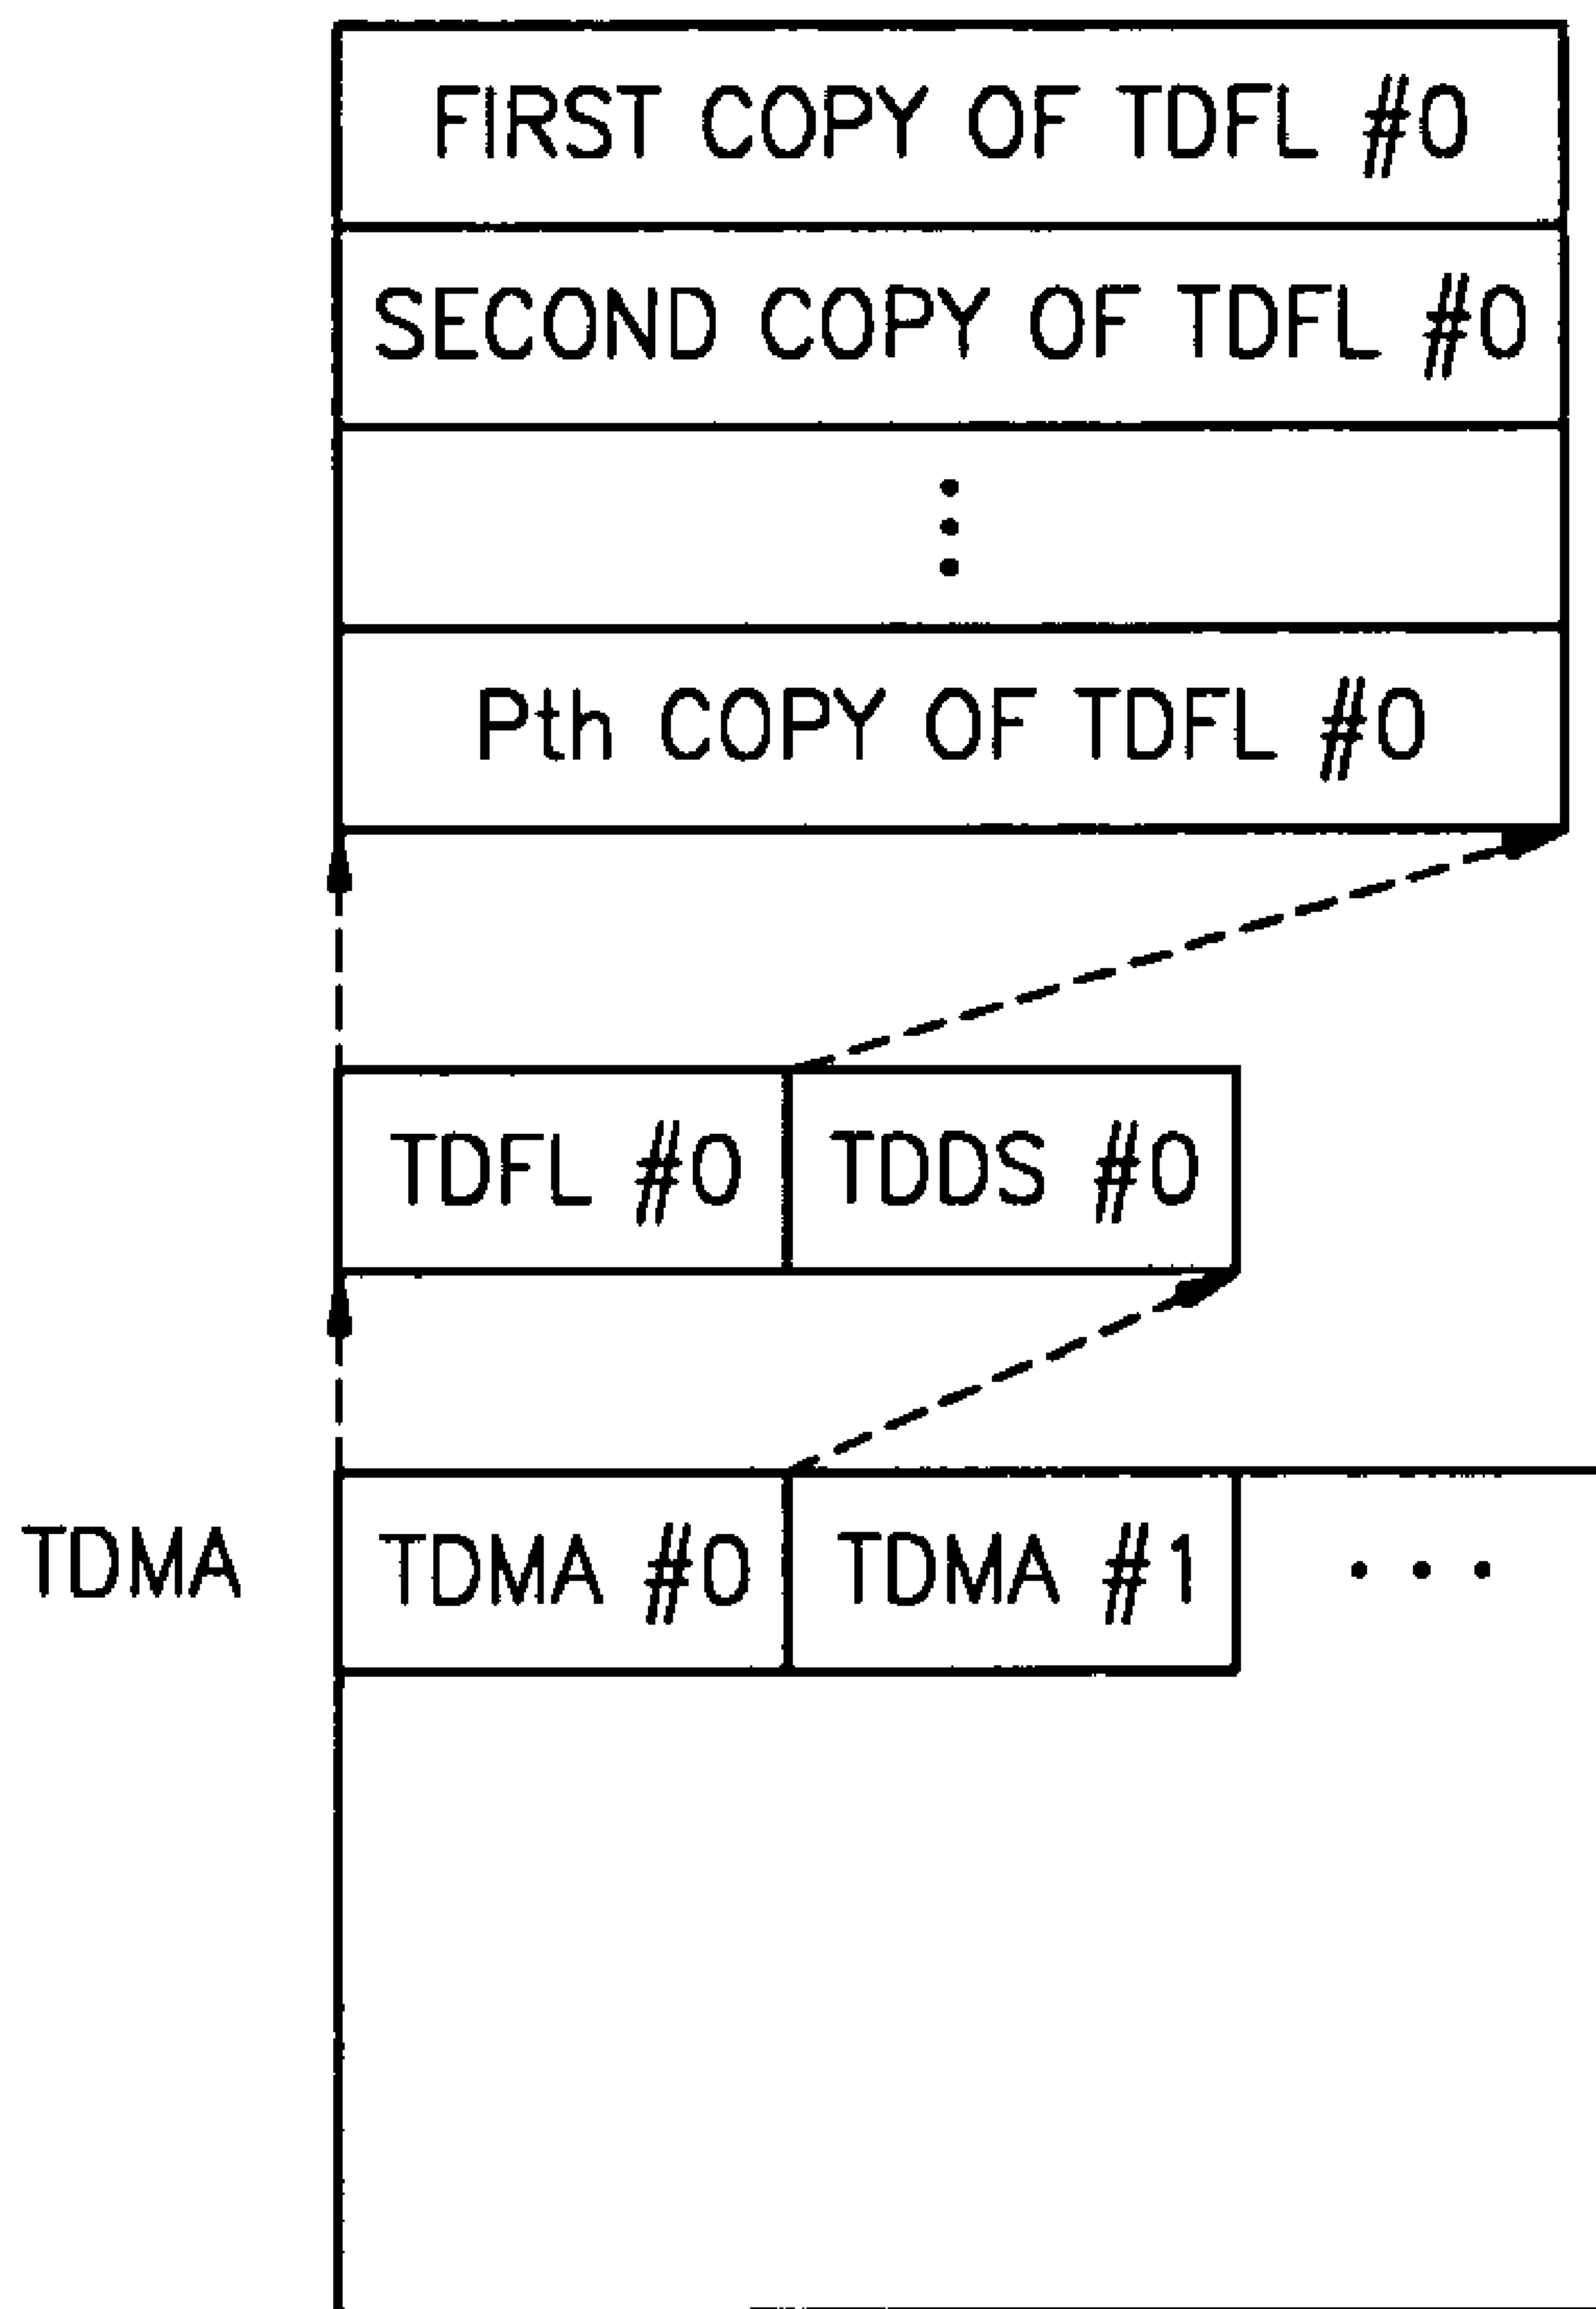 FIRST COPY OF TDFL #0
SECOND COPY OF TDFL #0
⋮
Pth COPY OF TDFL #0
TDFL #0 TDDS #0
TDMA TDMA #0 TDMA #1 ...